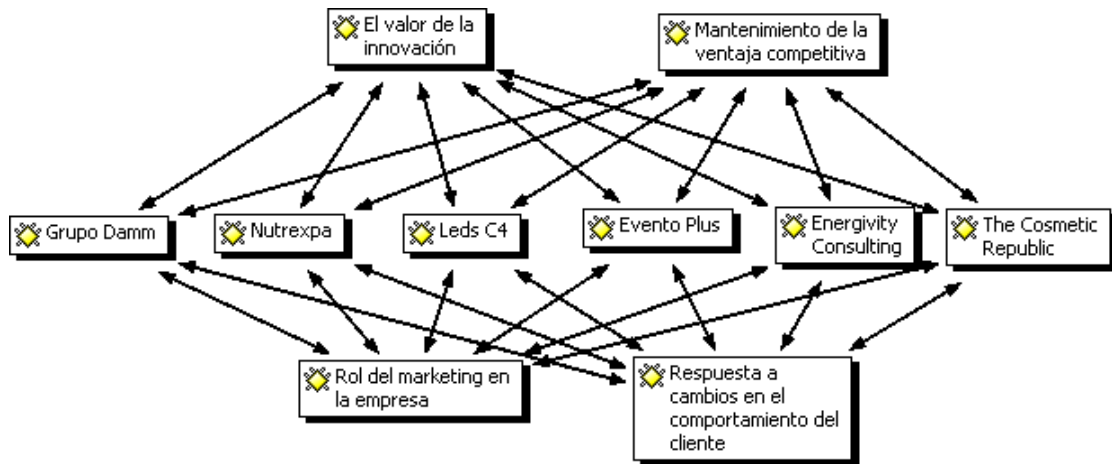 El valor de la
innovación
Mantenimiento de la
ventaja competitiva
Grupo Damm
Nutrexpa
Leds C4
Evento Plus
Energivity
Consulting
The Cosmetic
Republic
Rol del marketing en
la empresa
Respuesta a
cambios en el
comportamiento del
cliente